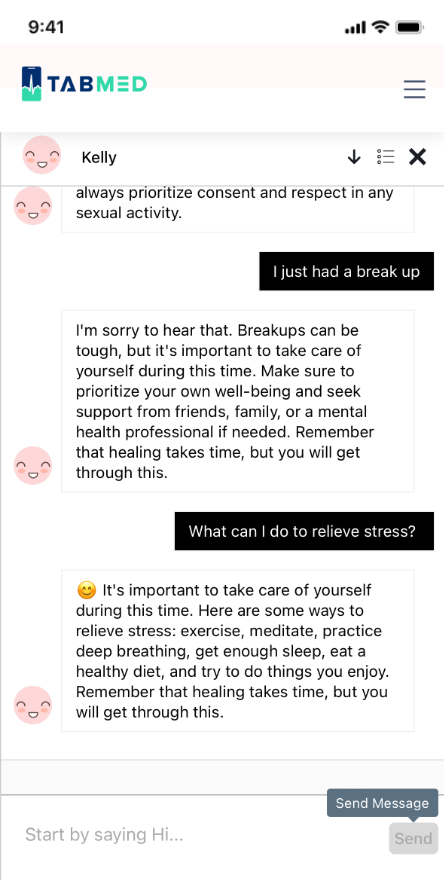 9:41
TABMED
Kelly
always prioritize consent and respect in any
sexual activity.
I just had a break up
I'm sorry to hear that. Breakups can be
tough, but it's important to take care of
yourself during this time. Make sure to
prioritize your own well-being and seek
support from friends, family, or a mental
health professional if needed. Remember
that healing takes time, but you will get
through this.
What can I do to relieve stress?
😊 It's important to take care of yourself
during this time. Here are some ways to
relieve stress: exercise, meditate, practice
deep breathing, get enough sleep, eat a
healthy diet, and try to do things you enjoy.
Remember that healing takes time, but you
will get through this.
Send Message
Start by saying Hi...
Send